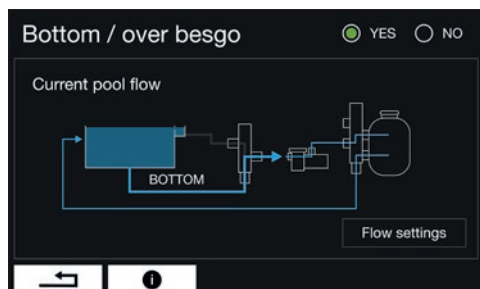 Bottom / over besgo
YES
NO
Current pool flow
BOTTOM
Flow settings